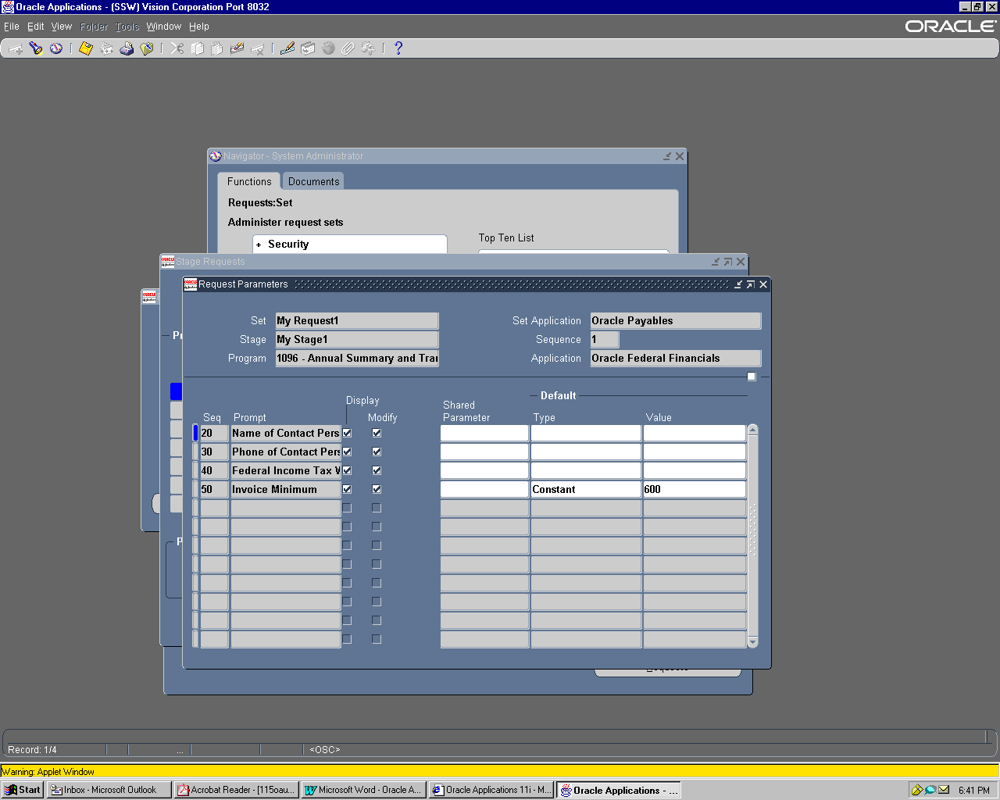 Oracle Applications - (SSW) Vision Corporation Port 8032
File Edit View Folder Tools Window Help
ORACLE
Navigator - System Administrator
Functions Documents
Requests:Set
Administer request sets
+ Security
Top Ten List
Stage Requests
Request Parameters
Set My Request1
Set Application Oracle Payables
Stage My Stage1
Sequence 1
Program 1096 - Annual Summary and Tra
Application Oracle Federal Financials
Default
Display
Shared
Seq Prompt Modify Parameter Type Value
20 Name of Contact Pers
30 Phone of Contact Pers
40 Federal Income Tax
50 Invoice Minimum Constant 600
Record: 1/4 ... <OSC>
Warning: Applet Window
Start Inbox - Microsoft Outlook Acrobat Reader - [115oau... Microsoft Word - Oracle A... Oracle Applications 11i - M... Oracle Applications - ... 6:41 PM